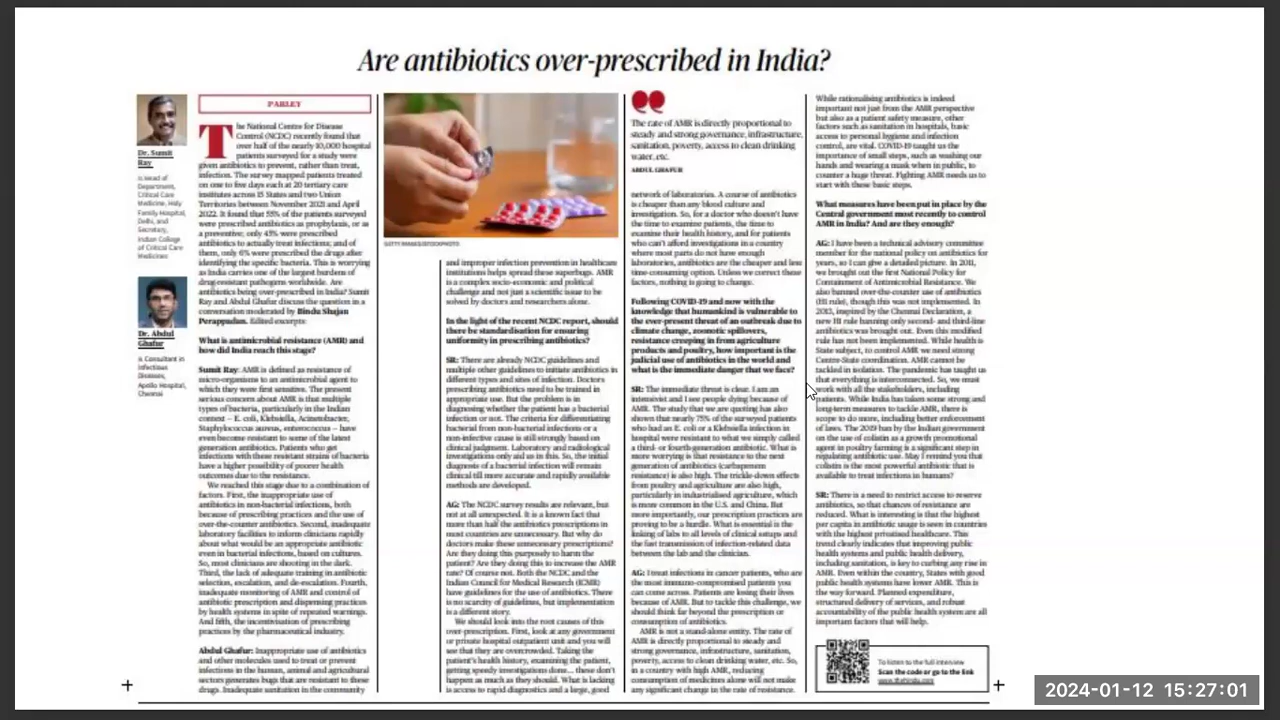 Are antibiotics over-prescribed in India?
Dr. Sumit
Ray
is Head of
Department,
Critical Care
Medicine, Holy
Family Hospital,
Delhi, and
Secretary,
Indian College
of Critical Care
Medicines
Dr. Abdul
Ghafur
is Consultant in
Infectious
Diseases,
Apollo Hospital,
Chennai
PARLEY
The National Centre for Disease
Control (NCDC) recently found that
over half of the nearly 10,000 hospital
patients surveyed for a study were
given antibiotics to prevent, rather than treat,
infection. The survey mapped patients treated
on one to five days each at 20 tertiary care
institutes across 15 States and two Union
Territories between November 2021 and April
2022. It found that 55% of the patients surveyed
were prescribed antibiotics as prophylaxis, or as
a preventive; only 45% were prescribed
antibiotics to actually treat infections; and of
them, only 6% were prescribed the drugs after
identifying the specific bacteria. This is worrying
as India carries one of the largest burdens of
drug-resistant pathogens worldwide. Are
antibiotics being over-prescribed in India? Sumit
Ray and Abdul Ghafur discuss the question in a
conversation moderated by Bindu Shajan
Perappadan. Edited excerpts:
What is antimicrobial resistance (AMR) and
how did India reach this stage?
Sumit Ray: AMR is defined as resistance of
micro-organisms to an antimicrobial agent to
which they were first sensitive. The present
serious concern about AMR is that multiple
types of bacteria, particularly in the Indian
context – E. coli, Klebsiella, Acinetobacter,
Staphylococcus aureus, enterococcus – have
even become resistant to some of the latest
generation antibiotics. Patients who get
infections with these resistant strains of bacteria
have a higher possibility of poorer health
outcomes due to the resistance.
We reached this stage due to a combination of
factors. First, the inappropriate use of
antibiotics in non-bacterial infections, both
because of prescribing practices and the use of
over-the-counter antibiotics. Second, inadequate
laboratory facilities to inform clinicians rapidly
about what would be an appropriate antibiotic
even in bacterial infections, based on cultures.
So, most clinicians are shooting in the dark.
Third, the lack of adequate training in antibiotic
selection, escalation, and de-escalation. Fourth,
inadequate monitoring of AMR and control of
antibiotic prescription and dispensing practices
by health systems in spite of repeated warnings.
And fifth, the incentivisation of prescribing
practices by the pharmaceutical industry.
Abdul Ghafur: Inappropriate use of antibiotics
and other molecules used to treat or prevent
infections in the human, animal and agricultural
sectors generates bugs that are resistant to these
drugs. Inadequate sanitation in the community
GETTY IMAGES/ISTOCKPHOTO
and improper infection prevention in healthcare
institutions helps spread these superbugs. AMR
is a complex socio-economic and political
challenge and not just a scientific issue to be
solved by doctors and researchers alone.
In the light of the recent NCDC report, should
there be standardisation for ensuring
uniformity in prescribing antibiotics?
SR: There are already NCDC guidelines and
multiple other guidelines to initiate antibiotics in
different types and sites of infection. Doctors
prescribing antibiotics need to be trained in
appropriate use. But the problem is in
diagnosing whether the patient has a bacterial
infection or not. The criteria for differentiating
bacterial from non-bacterial infections or a
non-infective cause is still strongly based on
clinical judgment. Laboratory and radiological
investigations only aid us in this. So, the initial
diagnosis of a bacterial infection will remain
clinical till more accurate and rapidly available
methods are developed.
AG: The NCDC survey results are relevant, but
not at all unexpected. It is a known fact that
more than half the antibiotics prescriptions in
most countries are unnecessary. But why do
doctors make these unnecessary prescriptions?
Are they doing this purposely to harm the
patient? Are they doing this to increase the AMR
rate? Of course not. Both the NCDC and the
Indian Council for Medical Research (ICMR)
have guidelines for the use of antibiotics. There
is no scarcity of guidelines, but implementation
is a different story.
We should look into the root causes of this
over-prescription. First, look at any government
or private hospital outpatient unit and you will
see that they are overcrowded. Taking the
patient's health history, examining the patient,
getting speedy investigations done... these don't
happen as much as they should. What is lacking
is access to rapid diagnostics and a large, good
The rate of AMR is directly proportional to
steady and strong governance, infrastructure,
sanitation, poverty, access to clean drinking
water, etc.
ABDUL GHAFUR
network of laboratories. A course of antibiotics
is cheaper than any blood culture and
investigation. So, for a doctor who doesn't have
the time to examine patients, the time to
examine their health history, and for patients
who can't afford investigations in a country
where most parts do not have enough
laboratories, antibiotics are the cheaper and less
time-consuming option. Unless we correct these
factors, nothing is going to change.
Following COVID-19 and now with the
knowledge that humankind is vulnerable to
the ever-present threat of an outbreak due to
climate change, zoonotic spillovers,
resistance creeping in from agriculture
products and poultry, how important is the
judicial use of antibiotics in the world and
what is the immediate danger that we face?
SR: The immediate threat is clear. I am an
intensivist and I see people dying because of
AMR. The study that we are quoting has also
shown that nearly 75% of the surveyed patients
who had an E. coli or a Klebsiella infection in
hospital were resistant to what we simply called
a third- or fourth-generation antibiotic. What is
more worrying is that resistance to the next
generation of antibiotics (carbapenem
resistance) is also high. The trickle-down effects
from poultry and agriculture are also high,
particularly in industrialised agriculture, which
is more common in the U.S. and China. But
more importantly, our prescription practices are
proving to be a hurdle. What is essential is the
linking of labs to all levels of clinical setups and
the fast transmission of infection-related data
between the lab and the clinician.
AG: I treat infections in cancer patients, who are
the most immuno-compromised patients you
can come across. Patients are losing their lives
because of AMR. But to tackle this challenge, we
should think far beyond the prescription or
consumption of antibiotics.
AMR is not a stand-alone entity. The rate of
AMR is directly proportional to steady and
strong governance, infrastructure, sanitation,
poverty, access to clean drinking water, etc. So,
in a country with high AMR, reducing
consumption of medicines alone will not make
any significant change in the rate of resistance.
While rationalising antibiotics is indeed
important not just from the AMR perspective
but also as a patient safety measure, other
factors such as sanitation in hospitals, basic
access to personal hygiene and infection
control, are vital. COVID-19 taught us the
importance of small steps, such as washing our
hands and wearing a mask when in public, to
counter a huge threat. Fighting AMR needs us to
start with these basic steps.
What measures have been put in place by the
Central government most recently to control
AMR in India? And are they enough?
AG: I have been a technical advisory committee
member for the national policy on antibiotics for
years, so I can give a detailed picture. In 2011,
we brought out the first National Policy for
Containment of Antimicrobial Resistance. We
also banned over-the-counter use of antibiotics
(H1 rule), though this was not implemented. In
2013, inspired by the Chennai Declaration, a
new H1 rule banning only second- and third-line
antibiotics was brought out. Even this modified
rule has not been implemented. While health is a
State subject, to control AMR we need strong
Centre-State coordination. AMR cannot be
tackled in isolation. The pandemic has taught us
that everything is interconnected. So, we must
work with all the stakeholders, including
patients. While India has taken some strong and
long-term measures to tackle AMR, there is
scope to do more, including better enforcement
of laws. The 2019 ban by the Indian government
on the use of colistin as a growth promotional
agent in poultry farming is a significant step in
regulating antibiotic use. May I remind you that
colistin is the most powerful antibiotic that is
available to treat infections in humans?
SR: There is a need to restrict access to reserve
antibiotics, so that chances of resistance are
reduced. What is interesting is that the highest
per capita in antibiotic usage is seen in countries
with the highest privatised healthcare. This
trend clearly indicates that improving public
health systems and public health delivery,
including sanitation, is key to curbing any rise in
AMR. Even within the country, States with good
public health systems have lower AMR. This is
the way forward. Planned expenditure,
structured delivery of services, and robust
accountability of the public health system are all
important factors that will help.
To listen to the full interview
Scan the code or go to the link
www.thehindu.com
2024-01-12 15:27:01